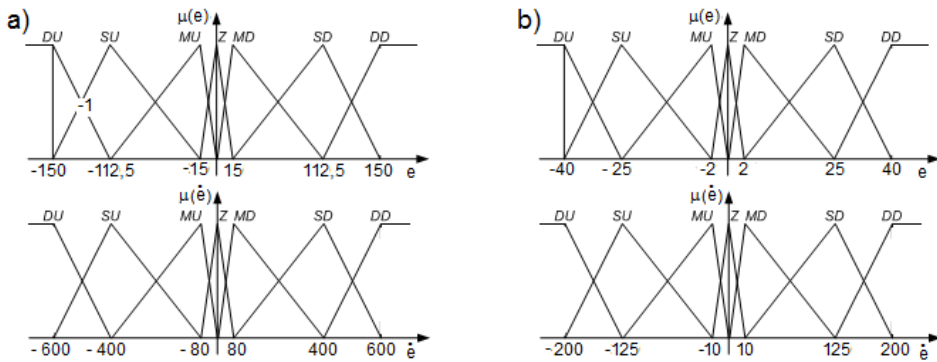 a)
μ(e)
DU SU MU Z MD SD DD
-1
-150 -112,5 -15 15 112,5 150 e
μ(ė)
DU SU MU Z MD SD DD
-600 -400 -80 80 400 600 ė
b)
μ(e)
DU SU MU Z MD SD DD
-40 -25 -2 2 25 40 e
μ(ė)
DU SU MU Z MD SD DD
-200 -125 -10 10 125 200 ė